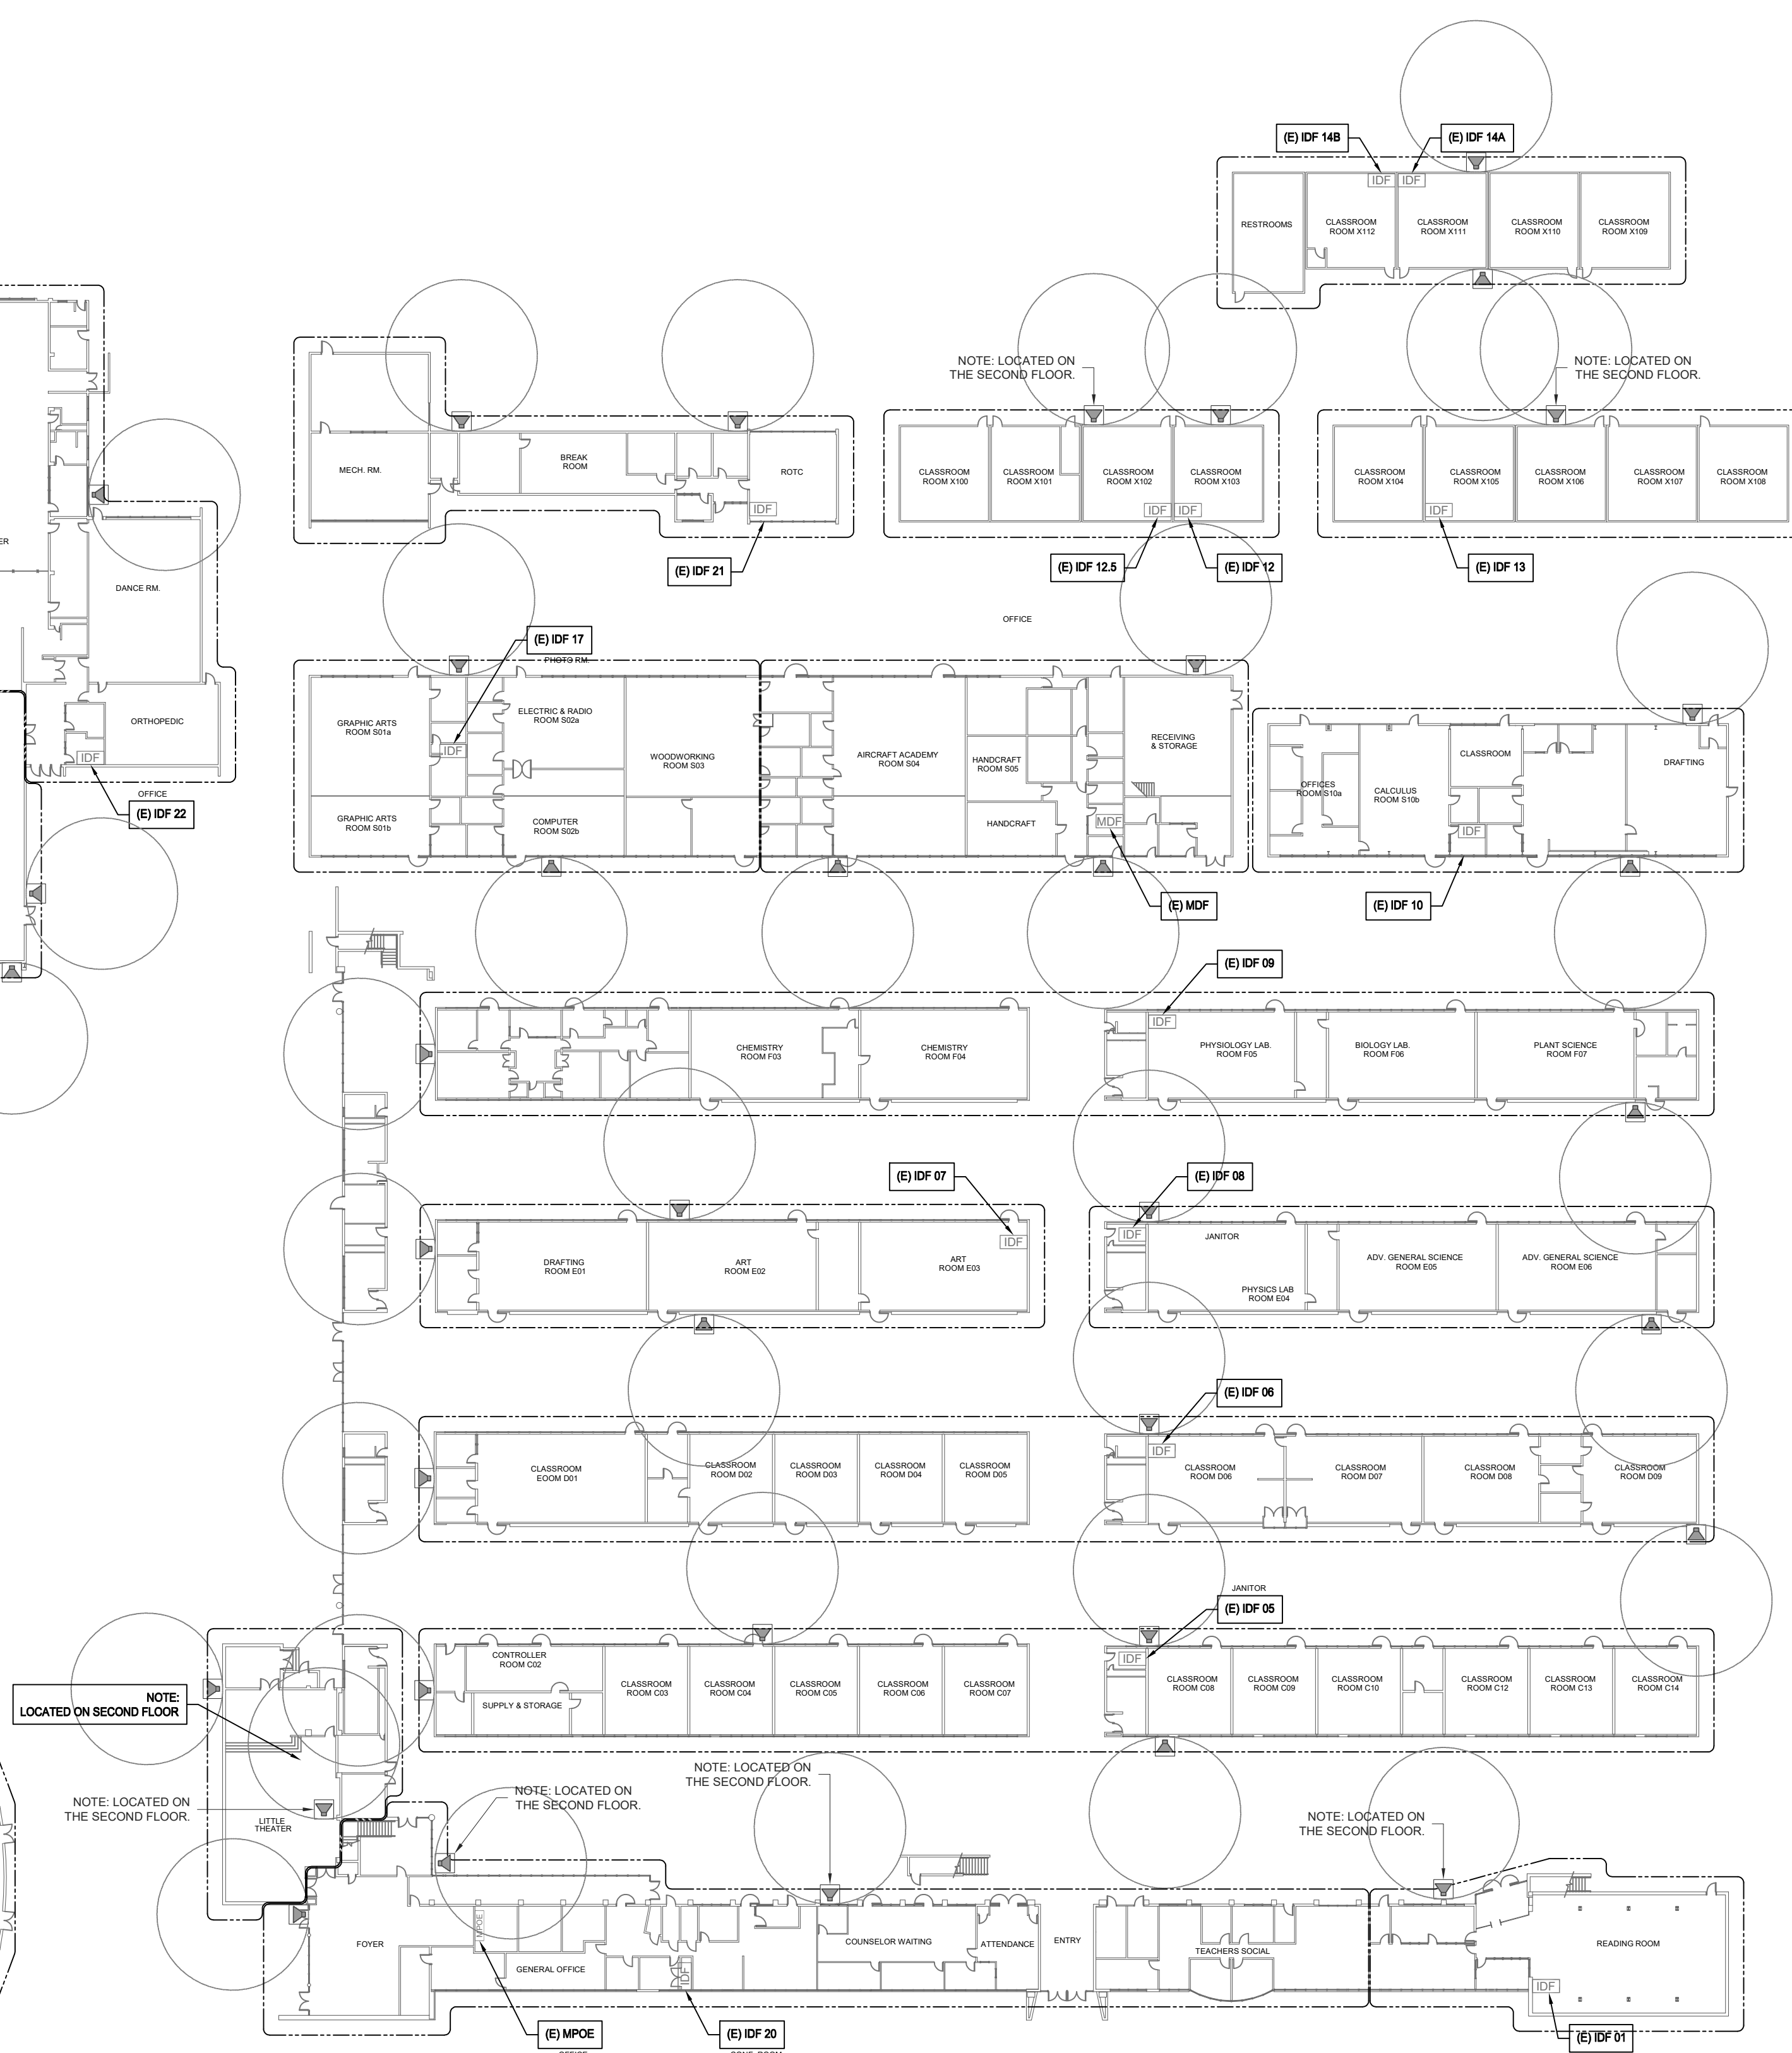 (E) IDF 14B
(E) IDF 14A
IDF
IDF
RESTROOMS
CLASSROOM
ROOM X112
CLASSROOM
ROOM X111
CLASSROOM
ROOM X110
CLASSROOM
ROOM X109
NOTE: LOCATED ON
THE SECOND FLOOR.
NOTE: LOCATED ON
THE SECOND FLOOR.
MECH. RM.
BREAK
ROOM
ROTC
IDF
CLASSROOM
ROOM X100
CLASSROOM
ROOM X101
CLASSROOM
ROOM X102
CLASSROOM
ROOM X103
IDF
IDF
CLASSROOM
ROOM X104
CLASSROOM
ROOM X105
CLASSROOM
ROOM X106
CLASSROOM
ROOM X107
CLASSROOM
ROOM X108
IDF
ER
(E) IDF 21
(E) IDF 12.5
(E) IDF 12
(E) IDF 13
DANCE RM.
OFFICE
(E) IDF 17
PHOTO RM.
ORTHOPEDIC
IDF
OFFICE
(E) IDF 22
GRAPHIC ARTS
ROOM S01a
IDF
ELECTRIC & RADIO
ROOM S02a
WOODWORKING
ROOM S03
GRAPHIC ARTS
ROOM S01b
COMPUTER
ROOM S02b
AIRCRAFT ACADEMY
ROOM S04
HANDCRAFT
ROOM S05
HANDCRAFT
RECEIVING
& STORAGE
MDF
OFFICES
ROOM S10a
CALCULUS
ROOM S10b
CLASSROOM
IDF
DRAFTING
(E) MDF
(E) IDF 10
(E) IDF 09
CHEMISTRY
ROOM F03
CHEMISTRY
ROOM F04
IDF
PHYSIOLOGY LAB.
ROOM F05
BIOLOGY LAB.
ROOM F06
PLANT SCIENCE
ROOM F07
(E) IDF 07
(E) IDF 08
DRAFTING
ROOM E01
ART
ROOM E02
ART
ROOM E03
IDF
IDF
JANITOR
PHYSICS LAB
ROOM E04
ADV. GENERAL SCIENCE
ROOM E05
ADV. GENERAL SCIENCE
ROOM E06
(E) IDF 06
CLASSROOM
EOOM D01
CLASSROOM
ROOM D02
CLASSROOM
ROOM D03
CLASSROOM
ROOM D04
CLASSROOM
ROOM D05
IDF
CLASSROOM
ROOM D06
CLASSROOM
ROOM D07
CLASSROOM
ROOM D08
CLASSROOM
ROOM D09
JANITOR
(E) IDF 05
CONTROLLER
ROOM C02
SUPPLY & STORAGE
CLASSROOM
ROOM C03
CLASSROOM
ROOM C04
CLASSROOM
ROOM C05
CLASSROOM
ROOM C06
CLASSROOM
ROOM C07
IDF
CLASSROOM
ROOM C08
CLASSROOM
ROOM C09
CLASSROOM
ROOM C10
CLASSROOM
ROOM C12
CLASSROOM
ROOM C13
CLASSROOM
ROOM C14
NOTE:
LOCATED ON SECOND FLOOR
NOTE: LOCATED ON
THE SECOND FLOOR.
NOTE: LOCATED ON
THE SECOND FLOOR.
NOTE: LOCATED ON
THE SECOND FLOOR.
NOTE: LOCATED ON
THE SECOND FLOOR.
LITTLE
THEATER
FOYER
MPOE
GENERAL OFFICE
IDF
COUNSELOR WAITING
ATTENDANCE
ENTRY
TEACHERS SOCIAL
READING ROOM
IDF
(E) MPOE
(E) IDF 20
(E) IDF 01